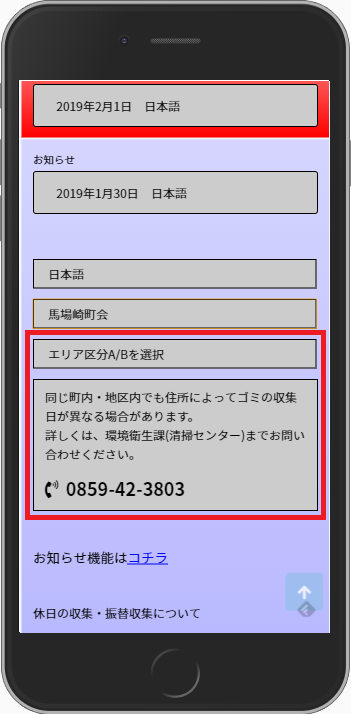 2019年2月1日　日本語
お知らせ
2019年1月30日　日本語
日本語
馬場崎町会
エリア区分A/Bを選択
同じ町内・地区内でも住所によってゴミの収集
日が異なる場合があります。
詳しくは、環境衛生課(清掃センター)までお問い
合わせください。
0859-42-3803
お知らせ機能はコチラ
休日の収集・振替収集について